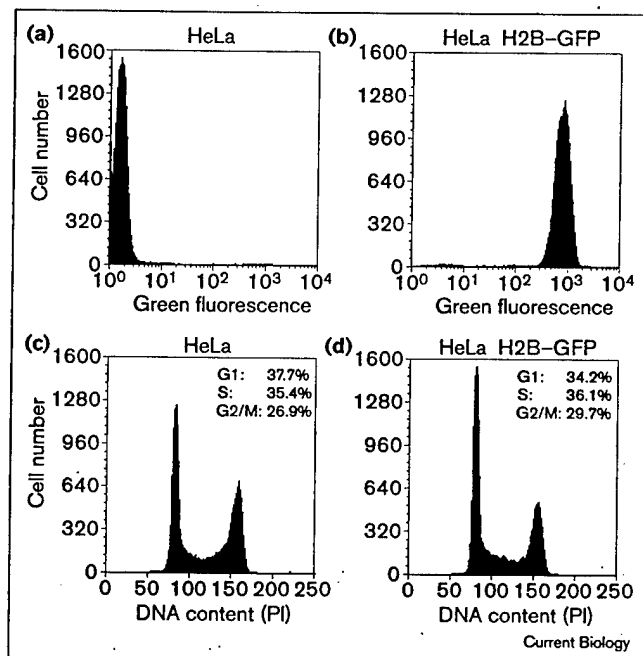 (a) HeLa
1600
1280
960
640
320
0
Cell number
10⁰ 10¹ 10² 10³ 10⁴
Green fluorescence
(b) HeLa H2B–GFP
1600
1280
960
640
320
0
10⁰ 10¹ 10² 10³ 10⁴
Green fluorescence
(c) HeLa
1600
1280
960
640
320
0
Cell number
G1: 37.7%
S: 35.4%
G2/M: 26.9%
0 50 100 150 200 250
DNA content (PI)
(d) HeLa H2B–GFP
1600
1280
960
640
320
0
G1: 34.2%
S: 36.1%
G2/M: 29.7%
0 50 100 150 200 250
DNA content (PI)
Current Biology